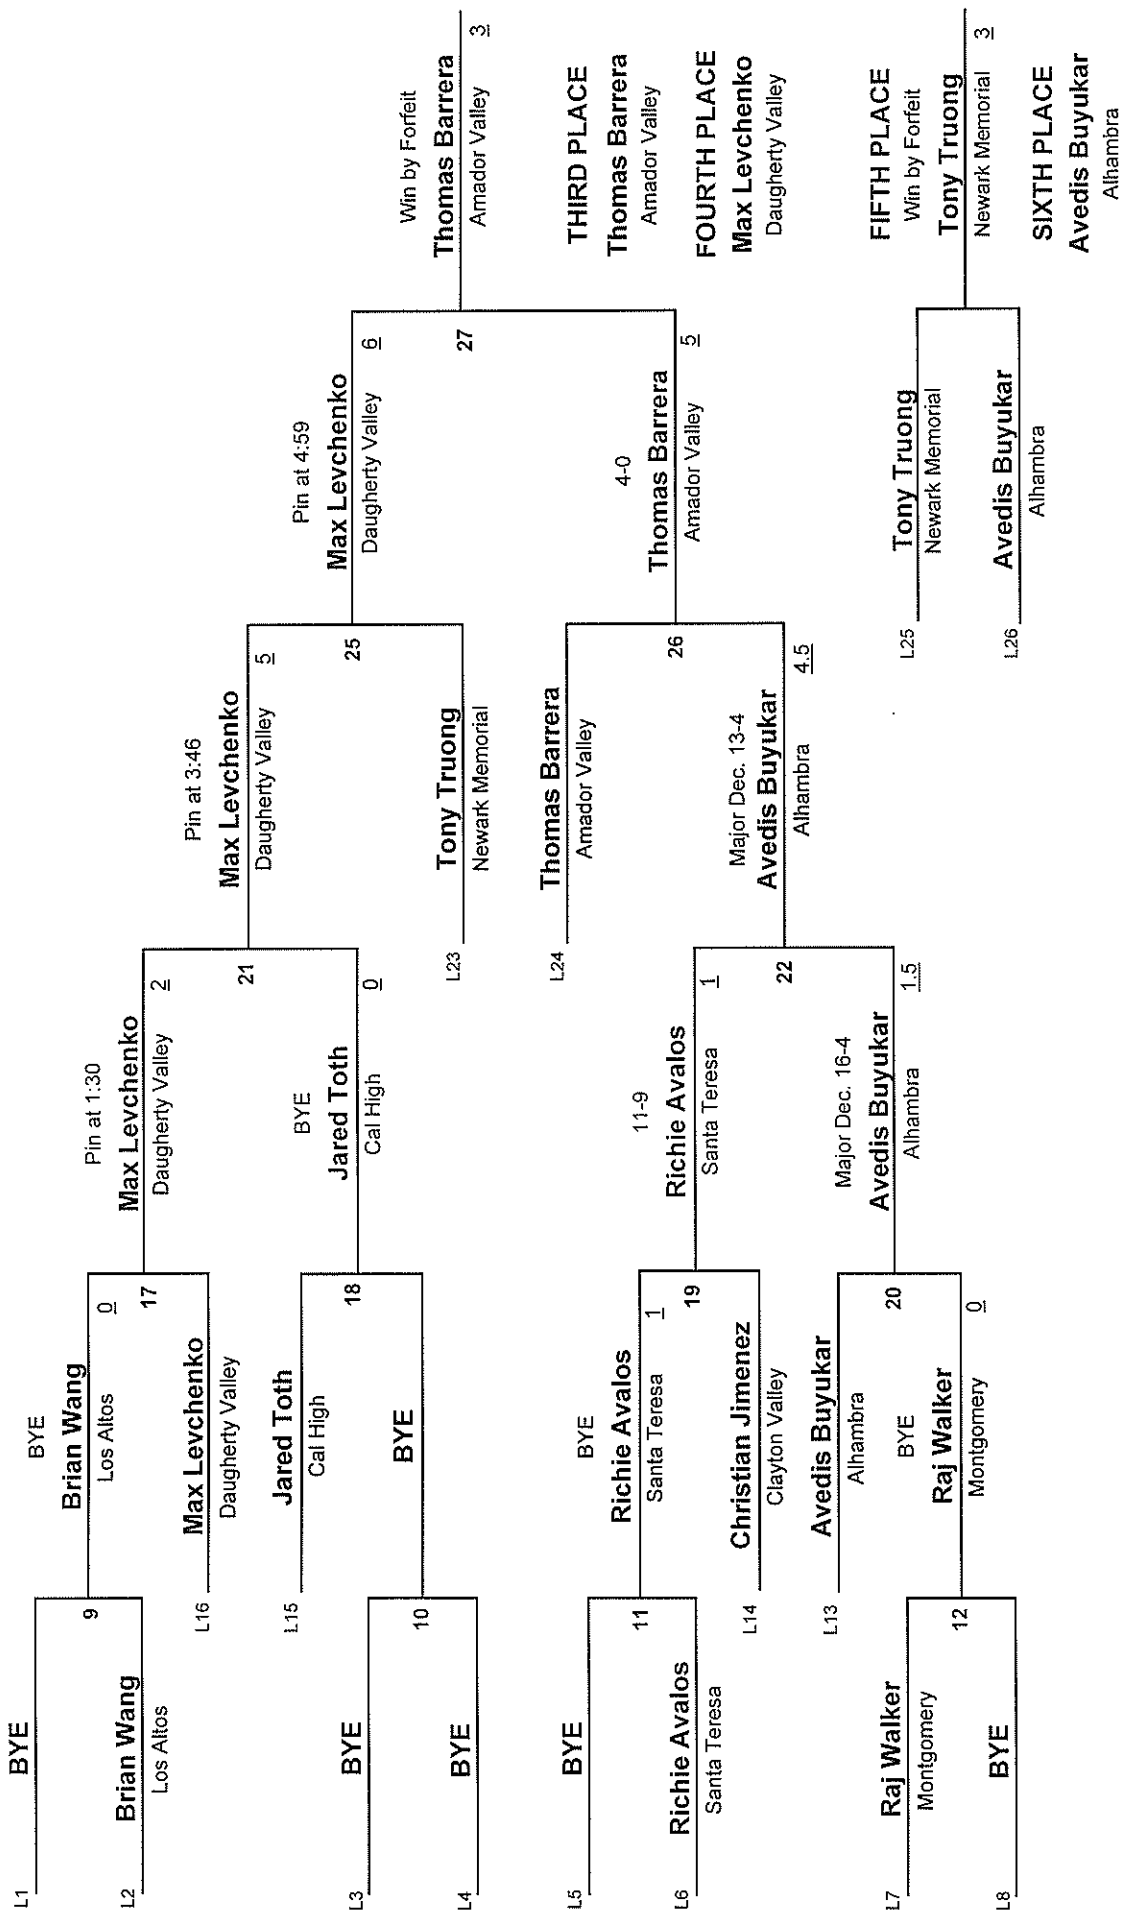 L1
BYE
9
L2
Brian Wang
Los Altos
BYE
Brian Wang
0
Los Altos
17
L16
Max Levchenko
Daugherty Valley
Pin at 1:30
Max Levchenko
2
Daugherty Valley
L15
Jared Toth
Cal High
18
L3
BYE
10
L4
BYE
BYE
BYE
Jared Toth
0
Cal High
21
Pin at 3:46
Max Levchenko
5
Daugherty Valley
25
L23
Tony Truong
Newark Memorial
Pin at 4:59
Max Levchenko
6
Daugherty Valley
27
L5
BYE
11
L6
Richie Avalos
Santa Teresa
BYE
Richie Avalos
1
Santa Teresa
19
L14
Christian Jimenez
Clayton Valley
11-9
Richie Avalos
1
Santa Teresa
22
L13
Avedis Buyukar
Alhambra
20
L7
Raj Walker
Montgomery
12
L8
BYE
BYE
Raj Walker
0
Montgomery
Major Dec. 16-4
Avedis Buyukar
1.5
Alhambra
L24
Thomas Barrera
Amador Valley
26
Major Dec. 13-4
Avedis Buyukar
4.5
Alhambra
4-0
Thomas Barrera
5
Amador Valley
Win by Forfeit
Thomas Barrera
3
Amador Valley
THIRD PLACE
Thomas Barrera
Amador Valley
FOURTH PLACE
Max Levchenko
Daugherty Valley
L25
Tony Truong
Newark Memorial
L26
Avedis Buyukar
Alhambra
FIFTH PLACE
Win by Forfeit
Tony Truong
3
Newark Memorial
SIXTH PLACE
Avedis Buyukar
Alhambra